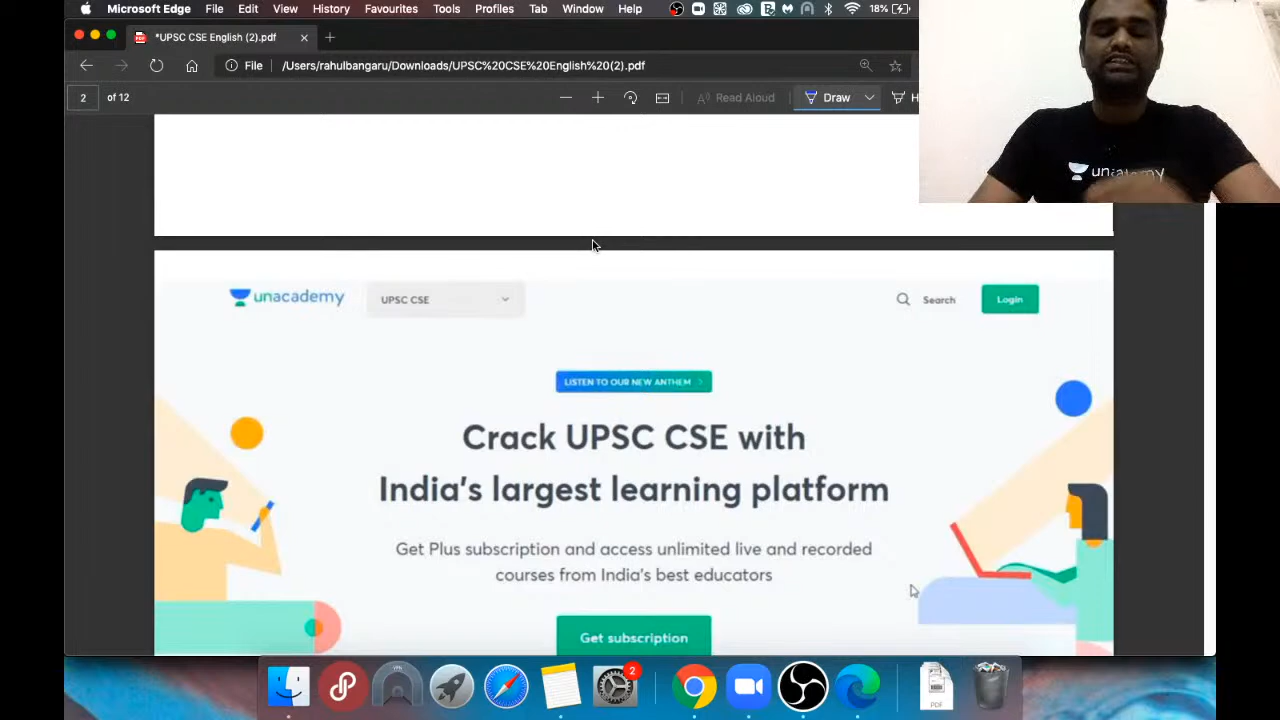 Microsoft Edge File Edit View History Favourites Tools Profiles Tab Window Help 18%
*UPSC CSE English (2).pdf
File /Users/rahulbangaru/Downloads/UPSC%20CSE%20English%20(2).pdf
2 of 12 Read Aloud Draw H
unacademy
unacademy UPSC CSE Search Login
LISTEN TO OUR NEW ANTHEM
Crack UPSC CSE with
India's largest learning platform
Get Plus subscription and access unlimited live and recorded
courses from India's best educators
Get subscription
2
PDF